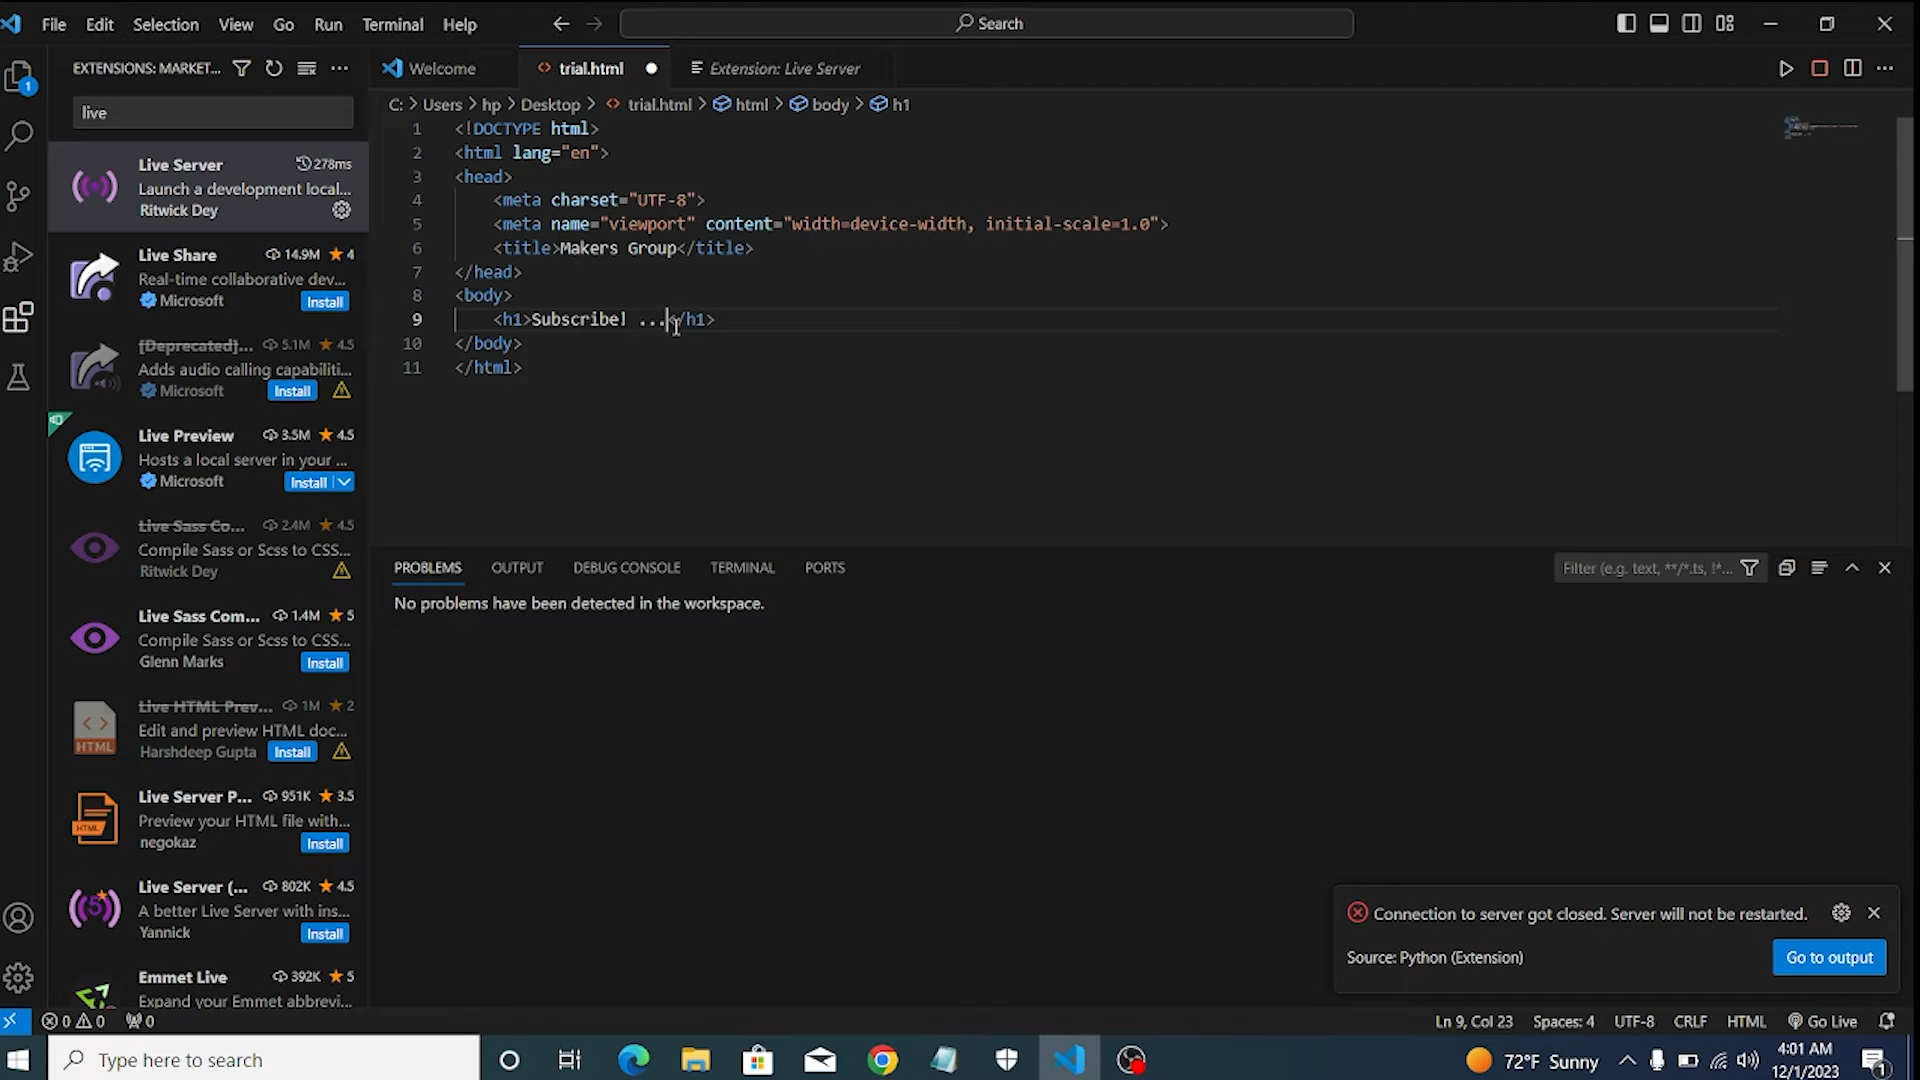 File Edit Selection View Go Run Terminal Help
Search
EXTENSIONS: MARKET...
live
Live Server 278ms
Launch a development local...
Ritwick Dey
Live Share 14.9M 4
Real-time collaborative dev...
Microsoft Install
[Deprecated]... 5.1M 4.5
Adds audio calling capabiliti...
Microsoft Install
Live Preview 3.5M 4.5
Hosts a local server in your ...
Microsoft Install
Live Sass Co... 2.4M 4.5
Compile Sass or Scss to CSS...
Ritwick Dey
Live Sass Com... 1.4M 5
Compile Sass or Scss to CSS...
Glenn Marks Install
Live HTML Prev... 1M 2
Edit and preview HTML doc...
HTML
Harshdeep Gupta Install
Live Server P... 951K 3.5
Preview your HTML file with...
HTML
negokaz Install
Live Server (... 802K 4.5
A better Live Server with ins...
5
Yannick Install
Emmet Live 392K 5
Expand your Emmet abbrevi...
Welcome trial.html Extension: Live Server
C: > Users > hp > Desktop > trial.html > html > body > h1
1 <!DOCTYPE html>
2 <html lang="en">
3 <head>
4 <meta charset="UTF-8">
5 <meta name="viewport" content="width=device-width, initial-scale=1.0">
6 <title>Makers Group</title>
7 </head>
8 <body>
9 <h1>Subscribe! ...</h1>
10 </body>
11 </html>
PROBLEMS OUTPUT DEBUG CONSOLE TERMINAL PORTS
Filter (e.g. text, **/*.ts, !*...
No problems have been detected in the workspace.
Connection to server got closed. Server will not be restarted.
Source: Python (Extension) Go to output
1
0 0 0 Ln 9, Col 23 Spaces: 4 UTF-8 CRLF HTML Go Live
Type here to search
72°F Sunny
4:01 AM
12/1/2023
1